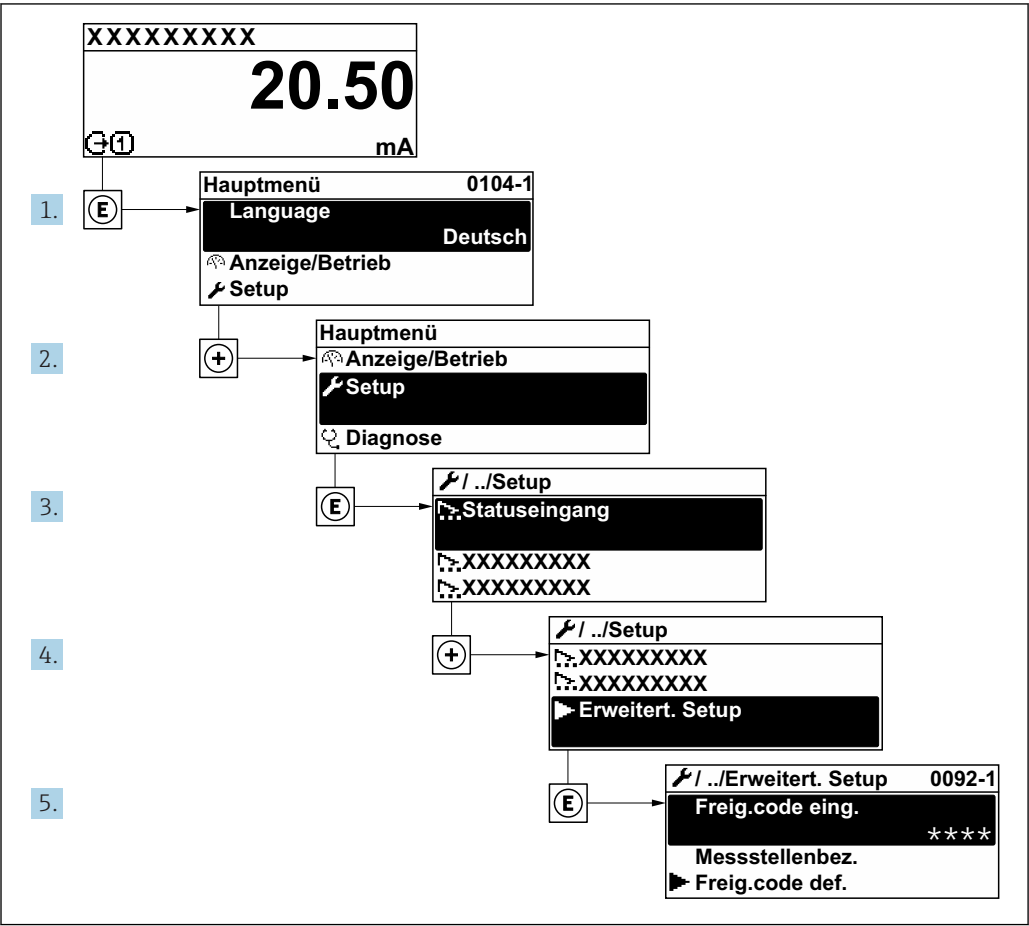 XXXXXXXXX
20.50
1
mA
1.
E
Hauptmenü 0104-1
Language
Deutsch
Anzeige/Betrieb
Setup
2.
+
Hauptmenü
Anzeige/Betrieb
Setup
Diagnose
3.
E
/ ../Setup
Statuseingang
XXXXXXXXX
XXXXXXXXX
4.
+
/ ../Setup
XXXXXXXXX
XXXXXXXXX
Erweitert. Setup
5.
E
/ ../Erweitert. Setup 0092-1
Freig.code eing.
****
Messstellenbez.
Freig.code def.